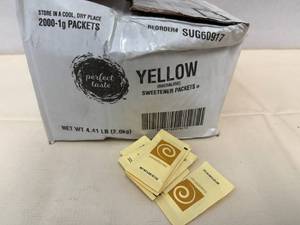 STORE IN A COOL, DRY PLACE
2000-1g PACKETS
REORDER# SUG60917
perfect
taste
YELLOW
(SUCRALOSE)
SWEETENER PACKETS
NET WT 4.41 LB (2.0kg)